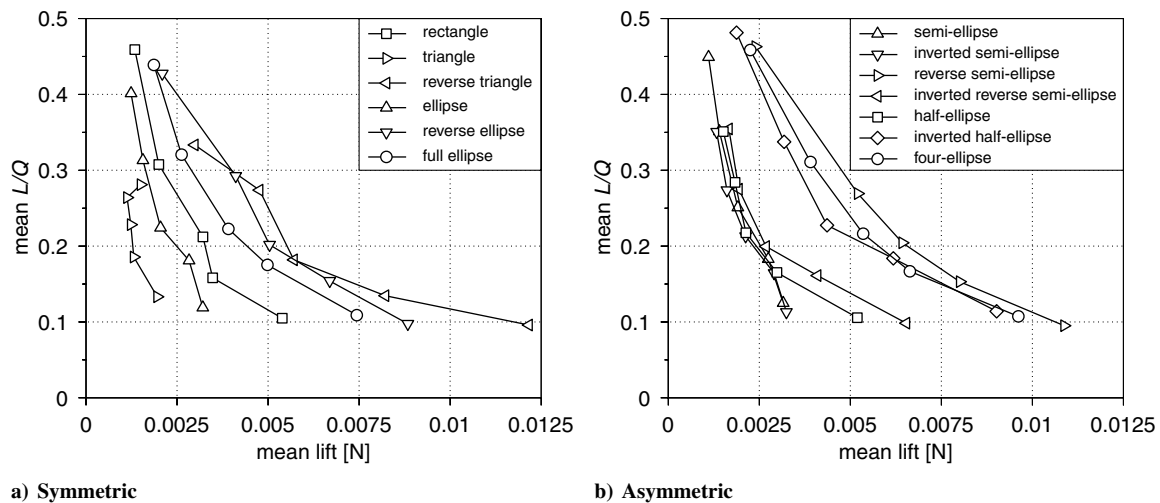 0.5
0.4
0.3
0.2
0.1
0
mean L/Q
0
0.0025
0.005
0.0075
0.01
0.0125
mean lift [N]
rectangle
triangle
reverse triangle
ellipse
reverse ellipse
full ellipse
a) Symmetric
0.5
0.4
0.3
0.2
0.1
0
mean L/Q
0
0.0025
0.005
0.0075
0.01
0.0125
mean lift [N]
semi-ellipse
inverted semi-ellipse
reverse semi-ellipse
inverted reverse semi-ellipse
half-ellipse
inverted half-ellipse
four-ellipse
b) Asymmetric